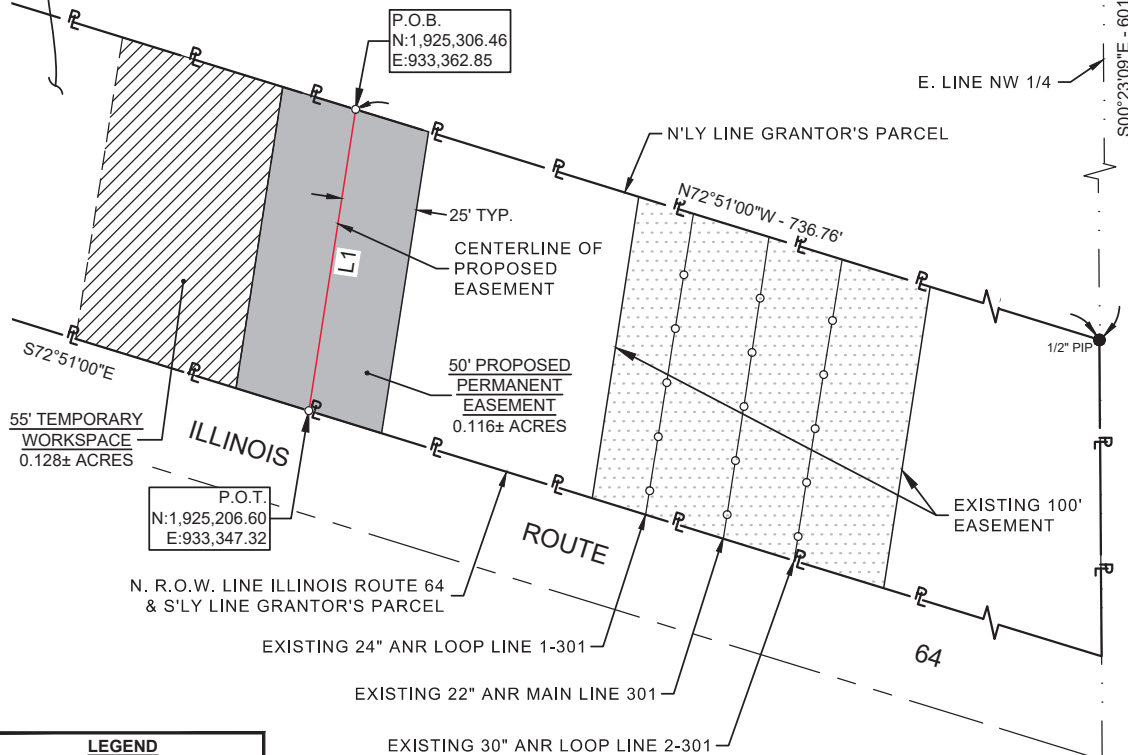 P.O.B.
N:1,925,306.46
E:933,362.85
E. LINE NW 1/4
S00°23'09"E - 601
N'LY LINE GRANTOR'S PARCEL
N72°51'00"W - 736.76'
25' TYP.
CENTERLINE OF
PROPOSED
EASEMENT
L1
1/2" PIP
S72°51'00"E
50' PROPOSED
PERMANENT
EASEMENT
0.116± ACRES
55' TEMPORARY
WORKSPACE
0.128± ACRES
ILLINOIS
P.O.T.
N:1,925,206.60
E:933,347.32
EXISTING 100'
EASEMENT
ROUTE
N. R.O.W. LINE ILLINOIS ROUTE 64
& S'LY LINE GRANTOR'S PARCEL
EXISTING 24" ANR LOOP LINE 1-301
64
EXISTING 22" ANR MAIN LINE 301
EXISTING 30" ANR LOOP LINE 2-301
LEGEND